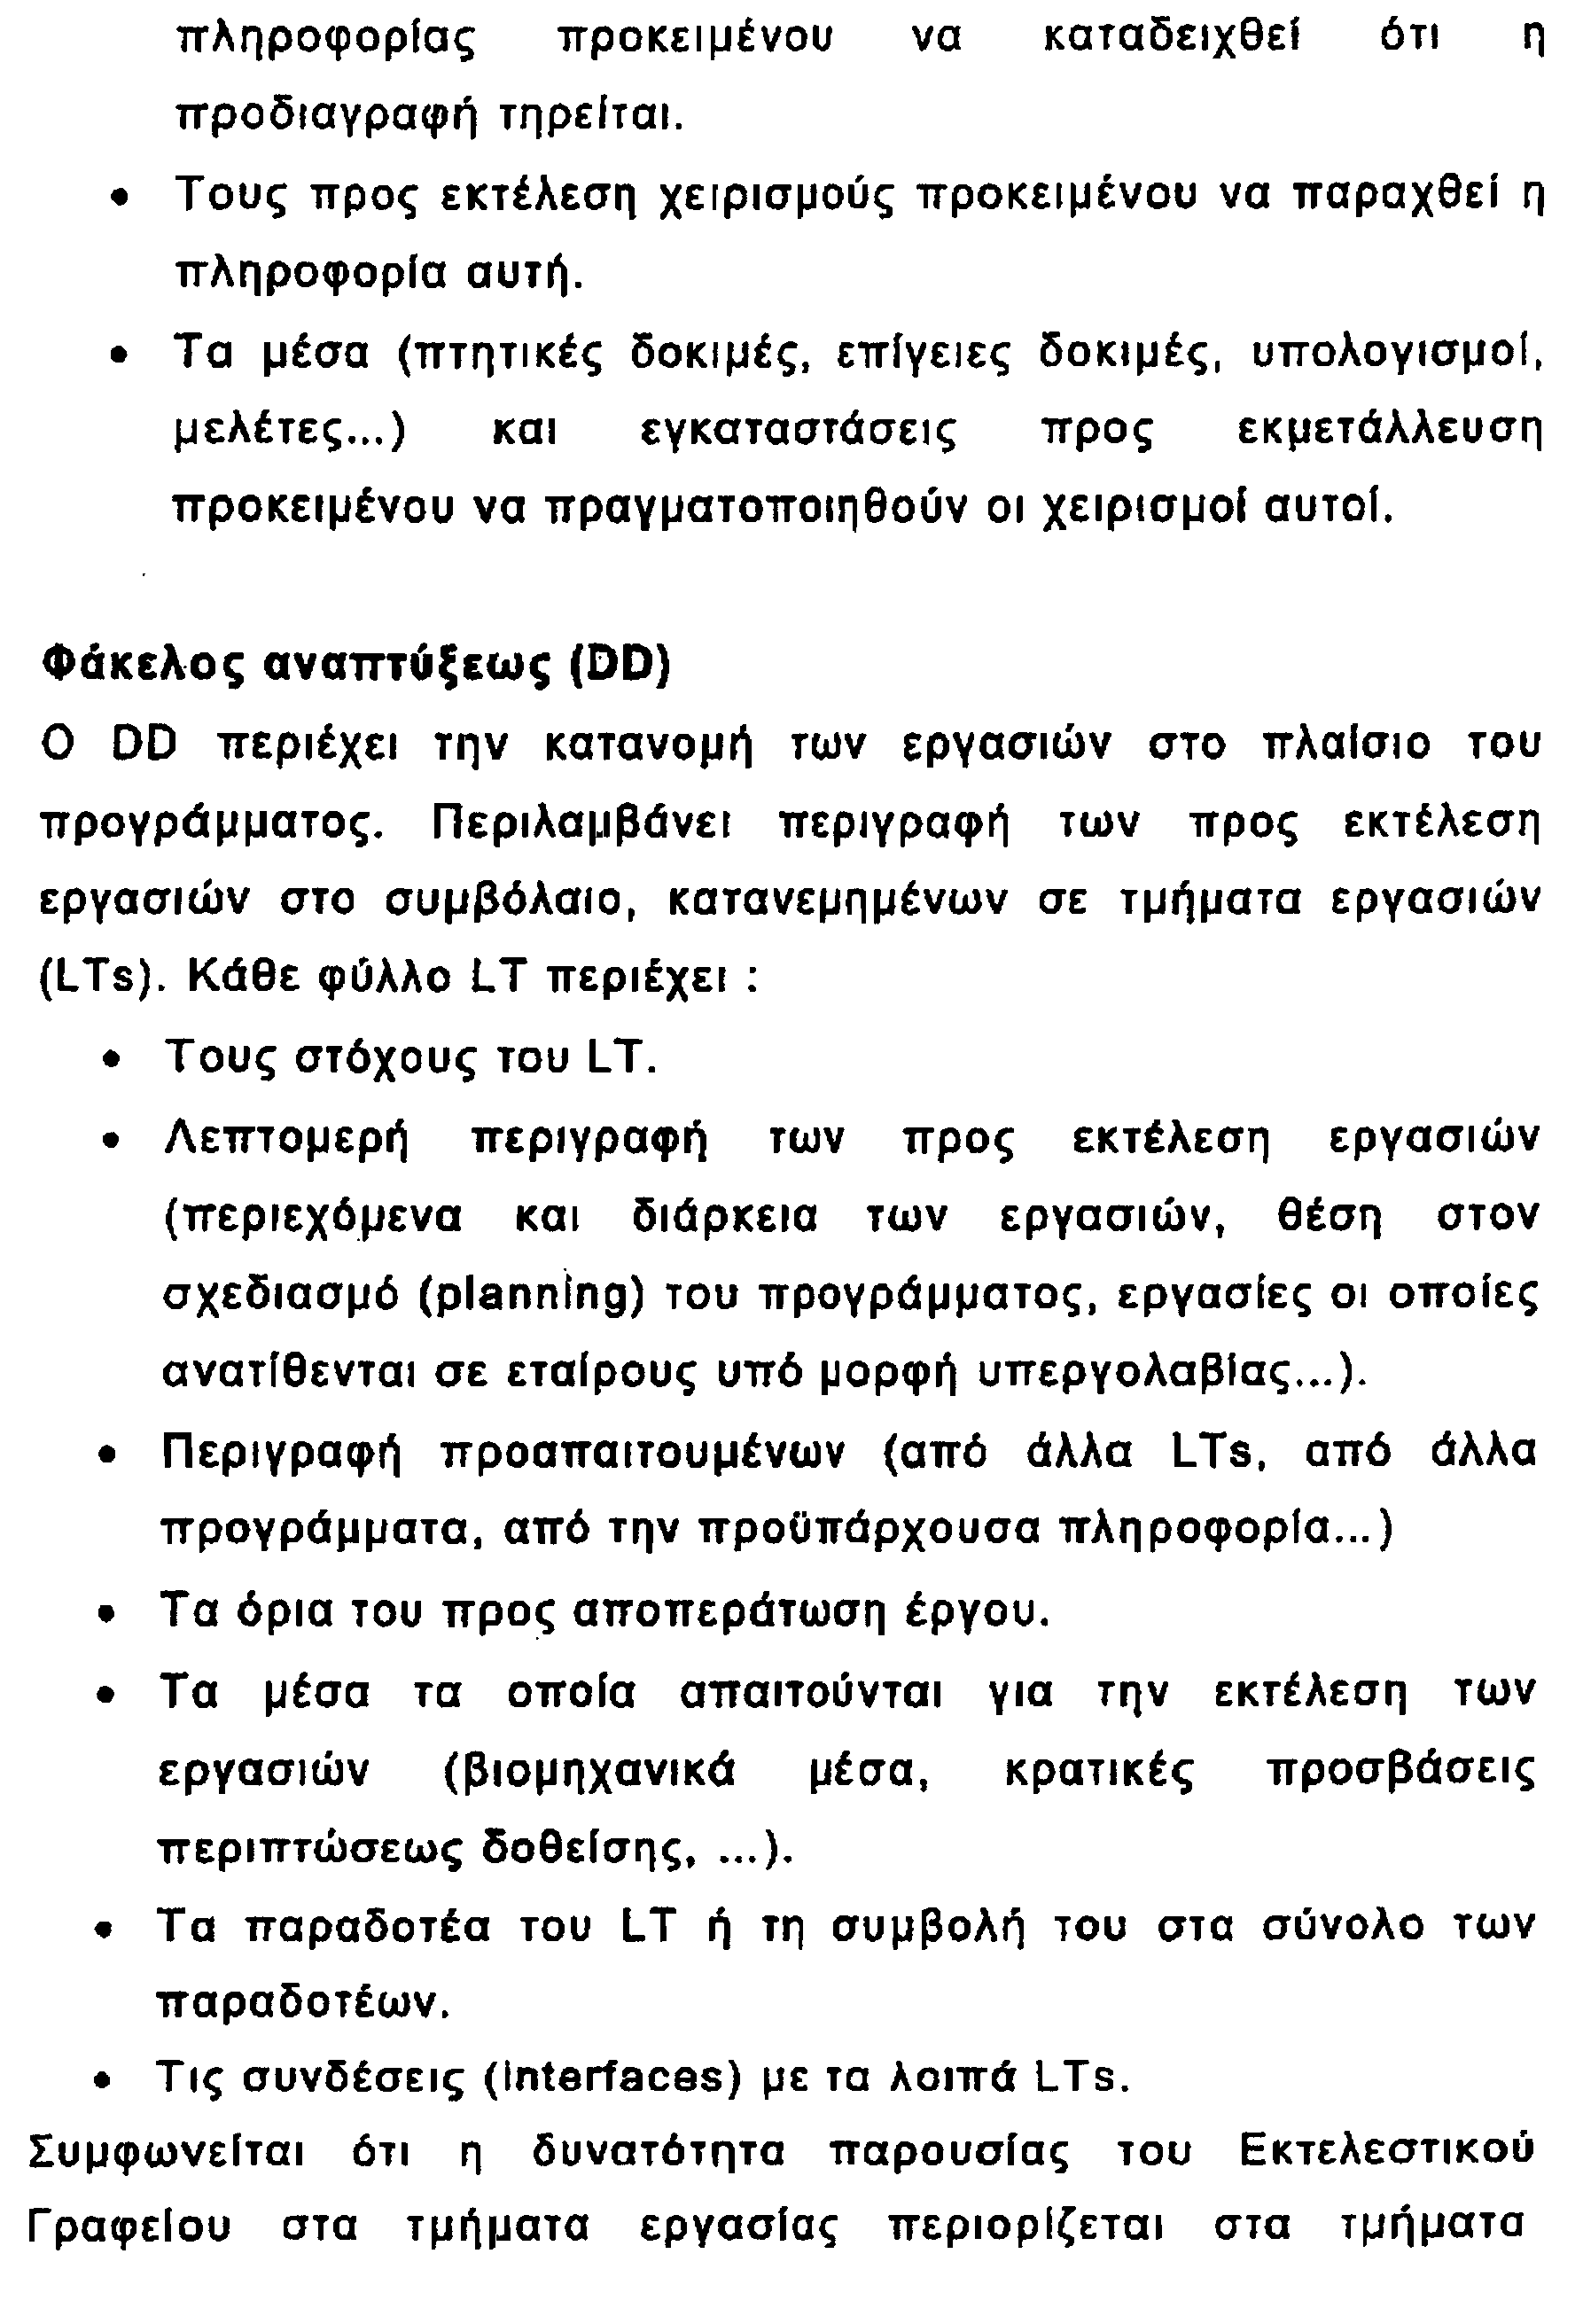 πληροφορίας προκειμένου να καταδειχθεί ότι η
προδιαγραφή τηρείται.
• Τους προς εκτέλεση χειρισμούς προκειμένου να παραχθεί η
πληροφορία αυτή.
• Τα μέσα (πτητικές δοκιμές, επίγειες δοκιμές, υπολογισμοί,
μελέτες...) και εγκαταστάσεις προς εκμετάλλευση
προκειμένου να πραγματοποιηθούν οι χειρισμοί αυτοί.
Φάκελος αναπτύξεως (DD)
Ο DD περιέχει την κατανομή των εργασιών στο πλαίσιο του
προγράμματος. Περιλαμβάνει περιγραφή των προς εκτέλεση
εργασιών στο συμβόλαιο, κατανεμημένων σε τμήματα εργασιών
(LTs). Κάθε φύλλο LT περιέχει :
• Τους στόχους του LT.
• Λεπτομερή περιγραφή των προς εκτέλεση εργασιών
(περιεχόμενα και διάρκεια των εργασιών, θέση στον
σχεδιασμό (planning) του προγράμματος, εργασίες οι οποίες
ανατίθενται σε εταίρους υπό μορφή υπεργολαβίας...).
• Περιγραφή προαπαιτουμένων (από άλλα LTs, από άλλα
προγράμματα, από την προϋπάρχουσα πληροφορία...)
• Τα όρια του προς αποπεράτωση έργου.
• Τα μέσα τα οποία απαιτούνται για την εκτέλεση των
εργασιών (βιομηχανικά μέσα, κρατικές προσβάσεις
περιπτώσεως δοθείσης, ...).
• Τα παραδοτέα του LT ή τη συμβολή του στα σύνολο των
παραδοτέων.
• Τις συνδέσεις (interfaces) με τα λοιπά LTs.
Συμφωνείται ότι η δυνατότητα παρουσίας του Εκτελεστικού
Γραφείου στα τμήματα εργασίας περιορίζεται στα τμήματα